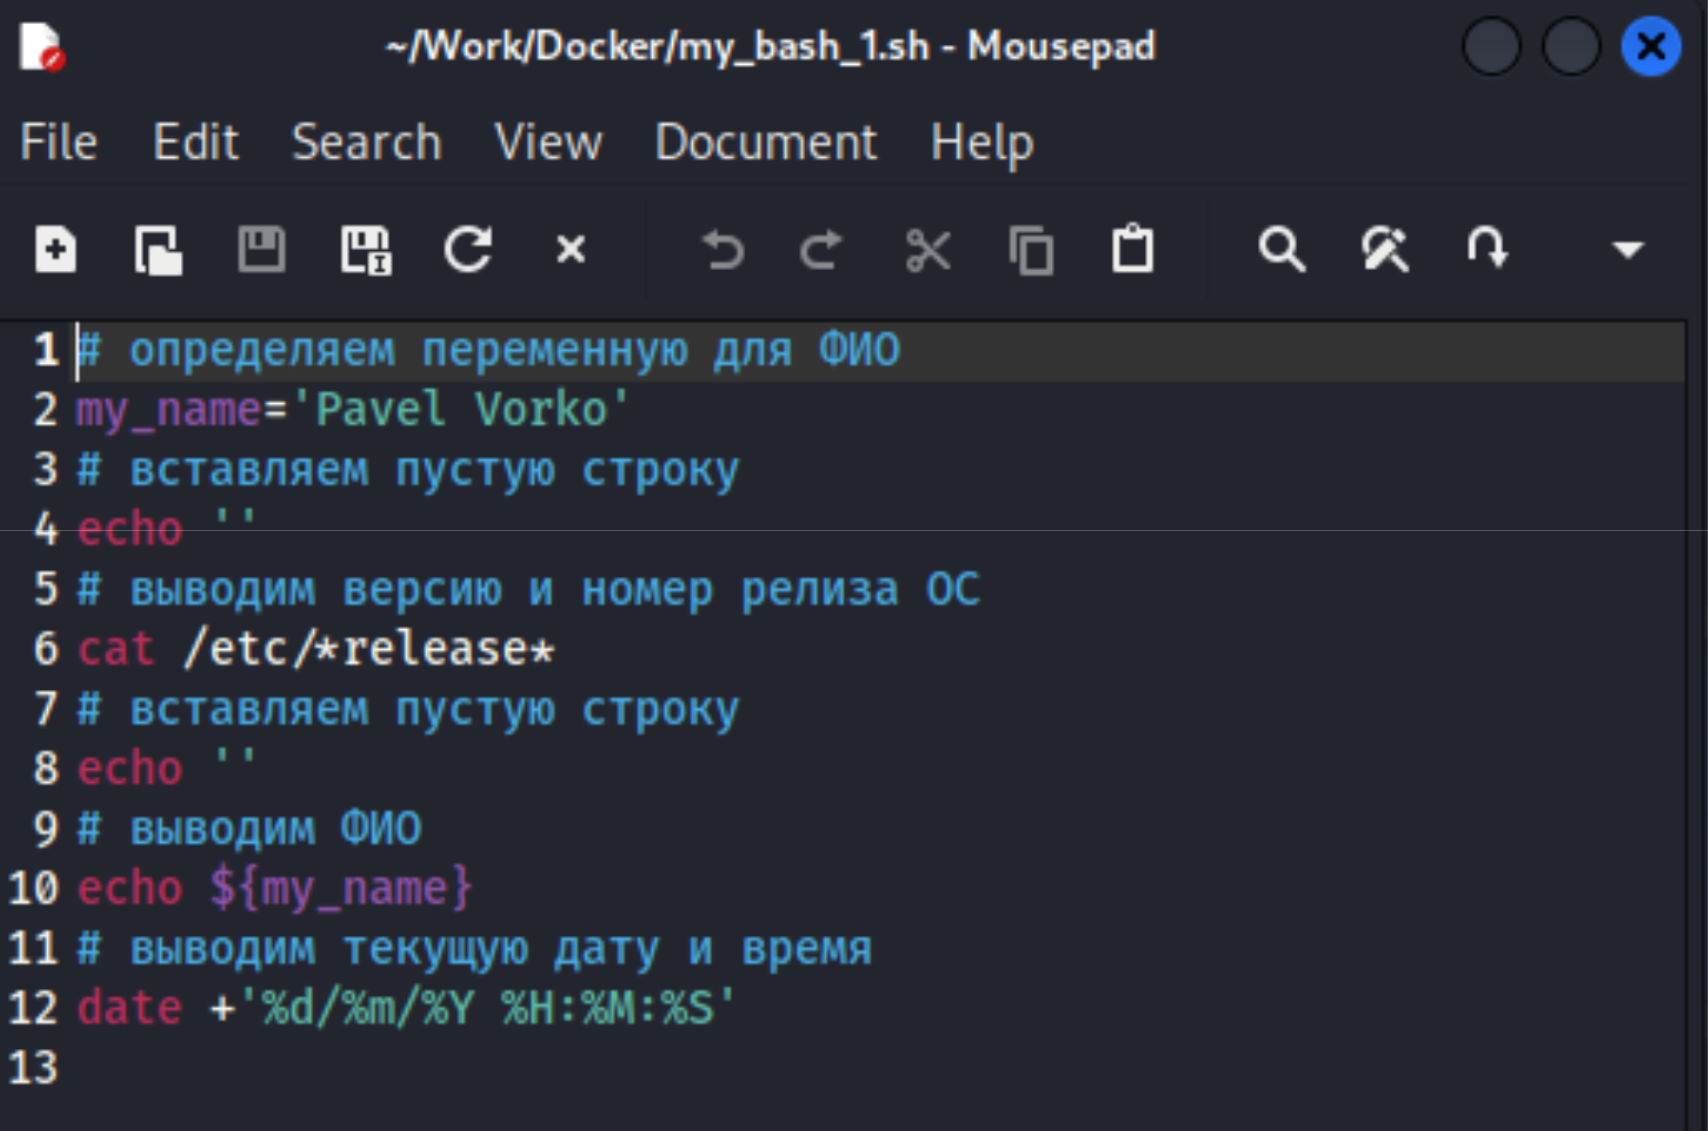 ~/Work/Docker/my_bash_1.sh - Mousepad
File Edit Search View Document Help
1 # определяем переменную для ФИО
2 my_name='Pavel Vorko'
3 # вставляем пустую строку
4 echo ''
5 # выводим версию и номер релиза ОС
6 cat /etc/*release*
7 # вставляем пустую строку
8 echo ''
9 # выводим ФИО
10 echo ${my_name}
11 # выводим текущую дату и время
12 date +'%d/%m/%Y %H:%M:%S'
13